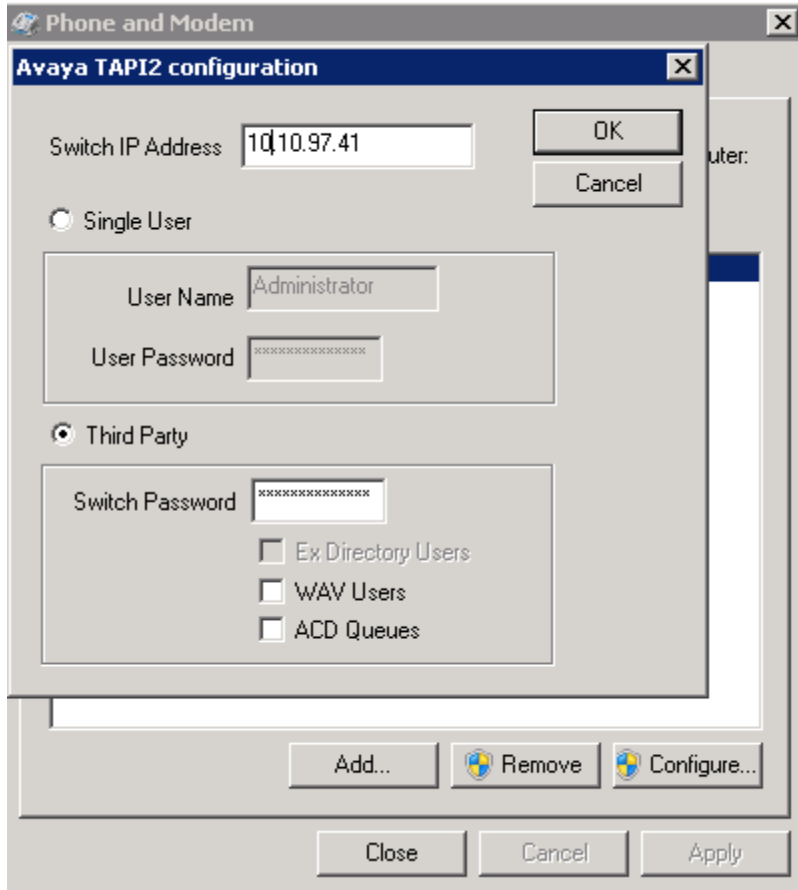 Phone and Modem
Avaya TAPI2 configuration
Switch IP Address
10.10.97.41
OK
uter:
Cancel
Single User
User Name
Administrator
User Password
**************
Third Party
Switch Password
**************
Ex Directory Users
WAV Users
ACD Queues
Add...
Remove
Configure...
Close
Cancel
Apply